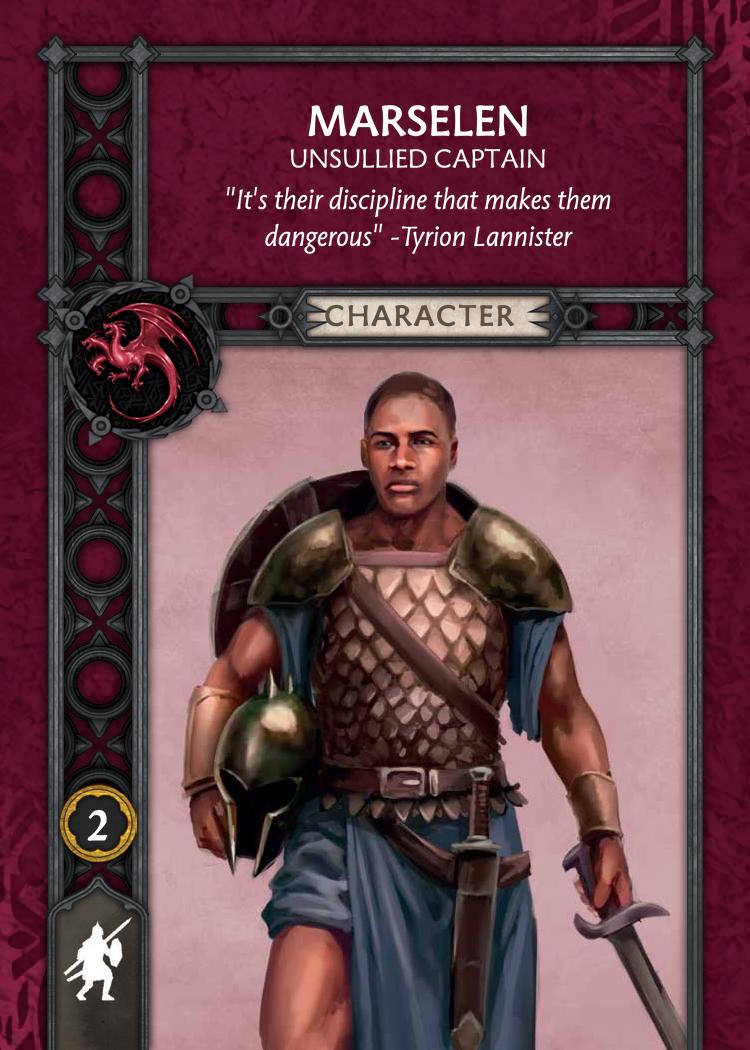 MARSELEN
UNSULLIED CAPTAIN
"It's their discipline that makes them
dangerous" -Tyrion Lannister
CHARACTER
2